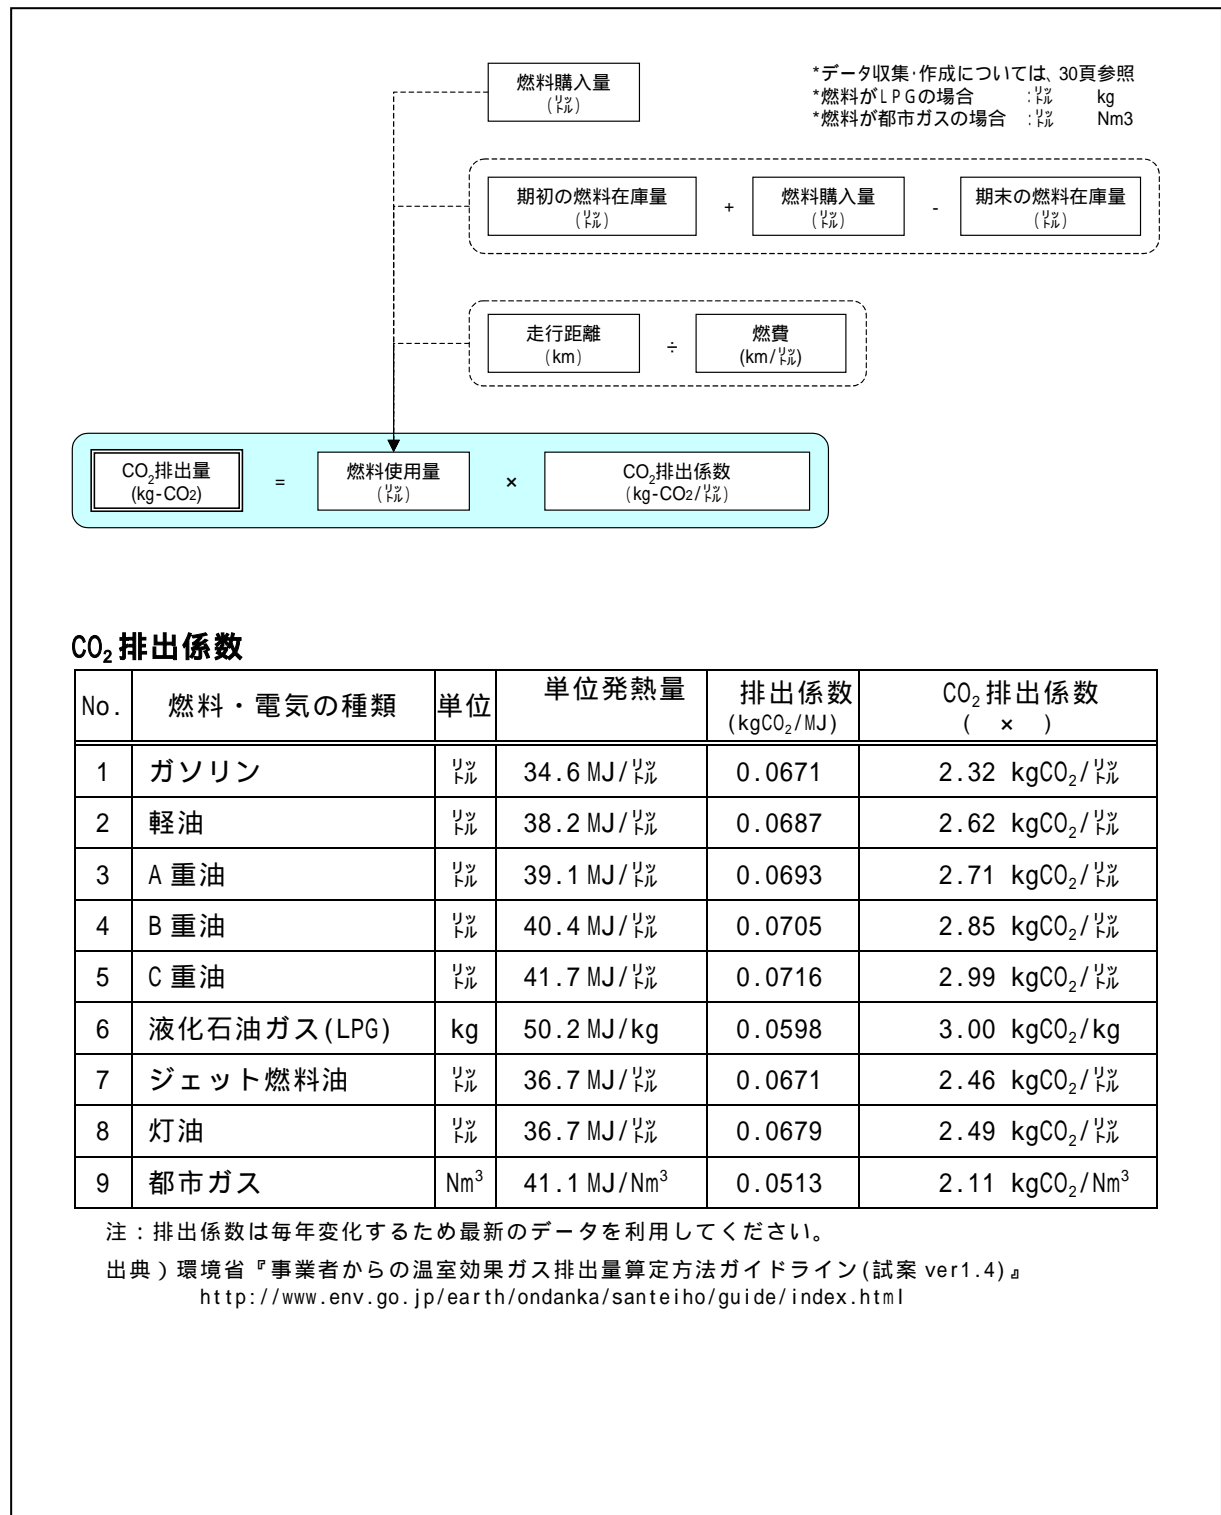 燃料購入量
(㍑)
*データ収集・作成については、30頁参照
*燃料がLPGの場合 :㍑ kg
*燃料が都市ガスの場合 :㍑ Nm3
期初の燃料在庫量
(㍑)
+
燃料購入量
(㍑)
-
期末の燃料在庫量
(㍑)
走行距離
(km)
÷
燃費
(km/㍑)
CO2排出量
(kg-CO2)
=
燃料使用量
(㍑)
×
CO2排出係数
(kg-CO2/㍑)
CO2排出係数
No. 燃料・電気の種類 単位 単位発熱量 排出係数 (kgCO2/MJ) CO2排出係数 ( × )
1 ガソリン ㍑ 34.6 MJ/㍑ 0.0671 2.32 kgCO2/㍑
2 軽油 ㍑ 38.2 MJ/㍑ 0.0687 2.62 kgCO2/㍑
3 A重油 ㍑ 39.1 MJ/㍑ 0.0693 2.71 kgCO2/㍑
4 B重油 ㍑ 40.4 MJ/㍑ 0.0705 2.85 kgCO2/㍑
5 C重油 ㍑ 41.7 MJ/㍑ 0.0716 2.99 kgCO2/㍑
6 液化石油ガス(LPG) kg 50.2 MJ/kg 0.0598 3.00 kgCO2/kg
7 ジェット燃料油 ㍑ 36.7 MJ/㍑ 0.0671 2.46 kgCO2/㍑
8 灯油 ㍑ 36.7 MJ/㍑ 0.0679 2.49 kgCO2/㍑
9 都市ガス Nm3 41.1 MJ/Nm3 0.0513 2.11 kgCO2/Nm3
注:排出係数は毎年変化するため最新のデータを利用してください。
出典)環境省『事業者からの温室効果ガス排出量算定方法ガイドライン(試案 ver1.4)』
http://www.env.go.jp/earth/ondanka/santeiho/guide/index.html